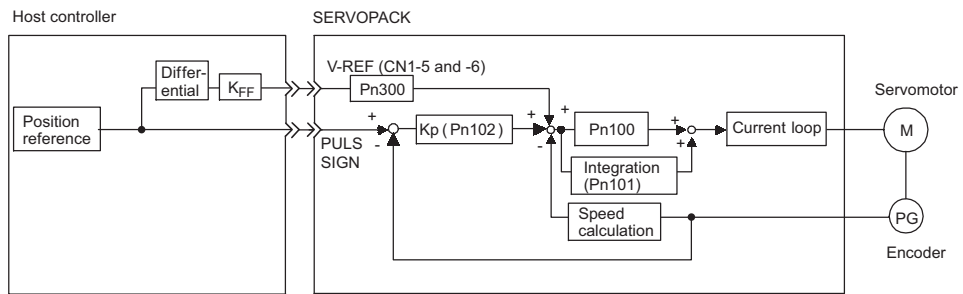 Host controller
SERVOPACK
V-REF (CN1-5 and -6)
Differ-
ential
KFF
Pn300
Servomotor
Position
reference
+
-
PULS
SIGN
Kp (Pn102)
+
+
-
+
Pn100
+
+
Current loop
M
Integration
(Pn101)
Speed
calculation
PG
Encoder